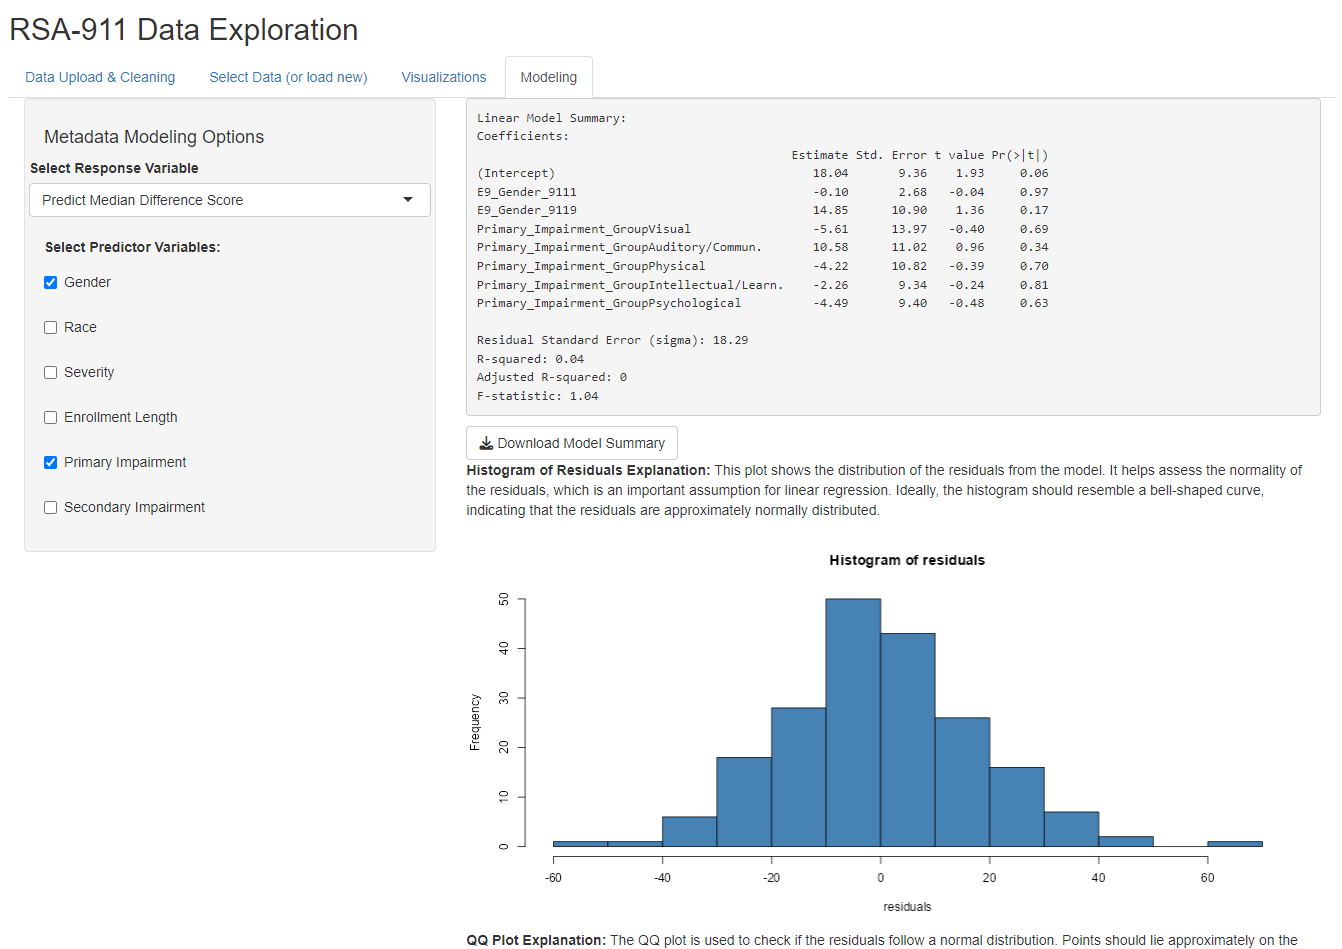 RSA-911 Data Exploration
Data Upload & Cleaning Select Data (or load new) Visualizations Modeling
Metadata Modeling Options
Select Response Variable
Predict Median Difference Score
Select Predictor Variables:
Gender
Race
Severity
Enrollment Length
Primary Impairment
Secondary Impairment
Linear Model Summary:
Coefficients:
Estimate Std. Error t value Pr(>|t|)
(Intercept) 18.04 9.36 1.93 0.06
E9_Gender_9111 -0.10 2.68 -0.04 0.97
E9_Gender_9119 14.85 10.90 1.36 0.17
Primary_Impairment_GroupVisual -5.61 13.97 -0.40 0.69
Primary_Impairment_GroupAuditory/Commun. 10.58 11.02 0.96 0.34
Primary_Impairment_GroupPhysical -4.22 10.82 -0.39 0.70
Primary_Impairment_GroupIntellectual/Learn. -2.26 9.34 -0.24 0.81
Primary_Impairment_GroupPsychological -4.49 9.40 -0.48 0.63
Residual Standard Error (sigma): 18.29
R-squared: 0.04
Adjusted R-squared: 0
F-statistic: 1.04
Download Model Summary
Histogram of Residuals Explanation: This plot shows the distribution of the residuals from the model. It helps assess the normality of
the residuals, which is an important assumption for linear regression. Ideally, the histogram should resemble a bell-shaped curve,
indicating that the residuals are approximately normally distributed.
Histogram of residuals
Frequency
50
40
30
20
10
0
-60 -40 -20 0 20 40 60
residuals
QQ Plot Explanation: The QQ plot is used to check if the residuals follow a normal distribution. Points should lie approximately on the